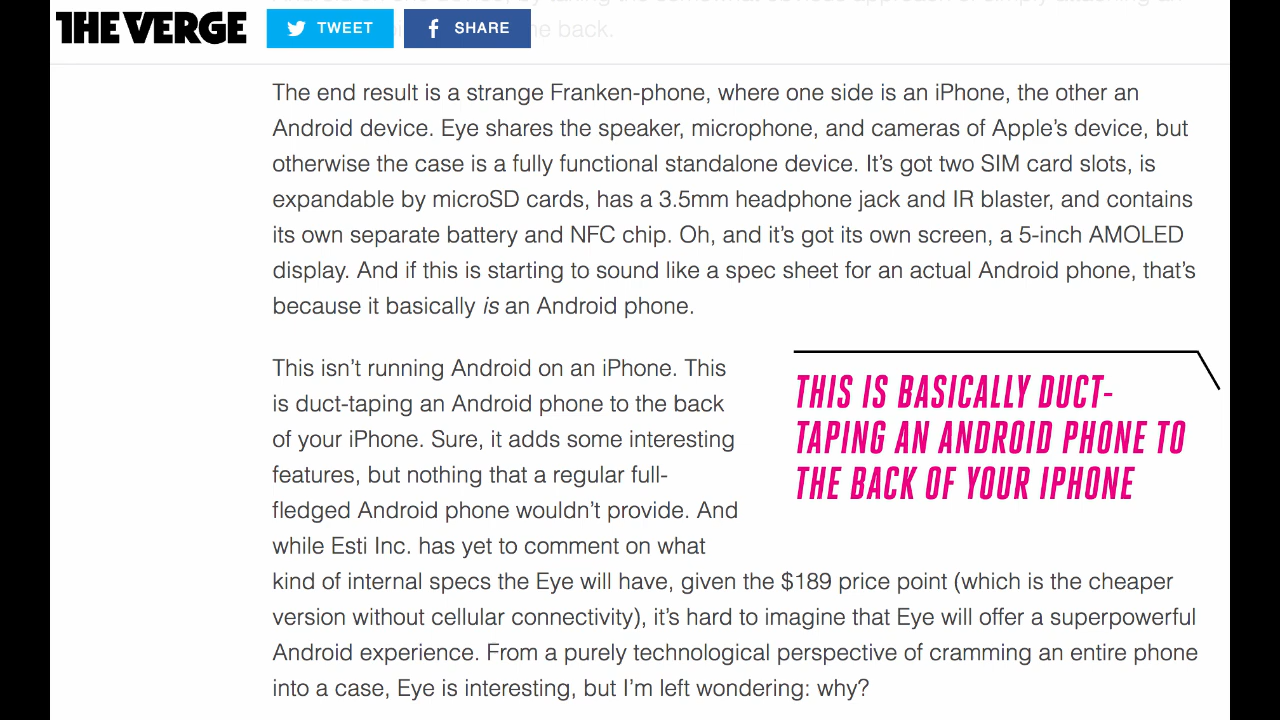 THE VERGE
TWEET
SHARE
e back.
The end result is a strange Franken-phone, where one side is an iPhone, the other an
Android device. Eye shares the speaker, microphone, and cameras of Apple’s device, but
otherwise the case is a fully functional standalone device. It’s got two SIM card slots, is
expandable by microSD cards, has a 3.5mm headphone jack and IR blaster, and contains
its own separate battery and NFC chip. Oh, and it’s got its own screen, a 5-inch AMOLED
display. And if this is starting to sound like a spec sheet for an actual Android phone, that’s
because it basically is an Android phone.
This isn’t running Android on an iPhone. This
is duct-taping an Android phone to the back
of your iPhone. Sure, it adds some interesting
features, but nothing that a regular full-
fledged Android phone wouldn’t provide. And
while Esti Inc. has yet to comment on what
kind of internal specs the Eye will have, given the $189 price point (which is the cheaper
version without cellular connectivity), it’s hard to imagine that Eye will offer a superpowerful
Android experience. From a purely technological perspective of cramming an entire phone
into a case, Eye is interesting, but I’m left wondering: why?
THIS IS BASICALLY DUCT-
TAPING AN ANDROID PHONE TO
THE BACK OF YOUR IPHONE